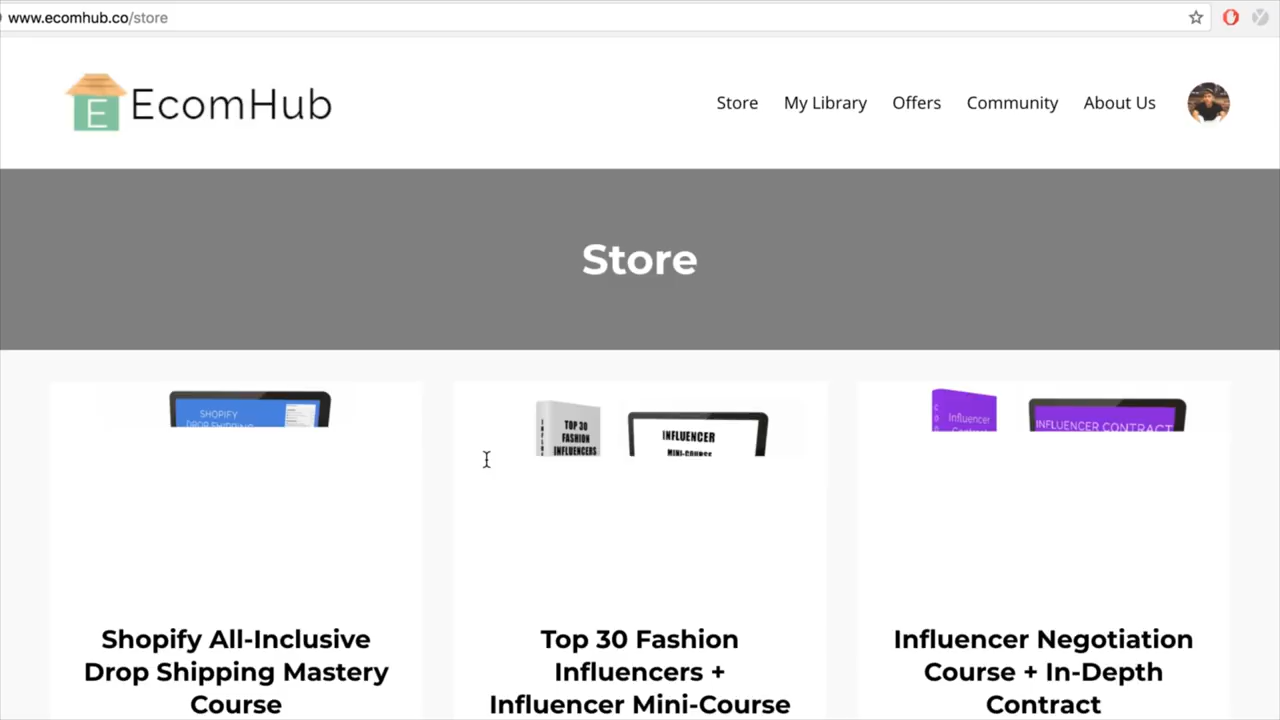 www.ecomhub.co/store
E EcomHub
Store My Library Offers Community About Us
Store
SHOPIFY
DROP SHIPPING
TOP 30
FASHION
INFLUENCERS
INFLUENCER
MINI-COURSE
Influencer
INFLUENCER CONTRACT
Shopify All-Inclusive
Drop Shipping Mastery
Course
Top 30 Fashion
Influencers +
Influencer Mini-Course
Influencer Negotiation
Course + In-Depth
Contract